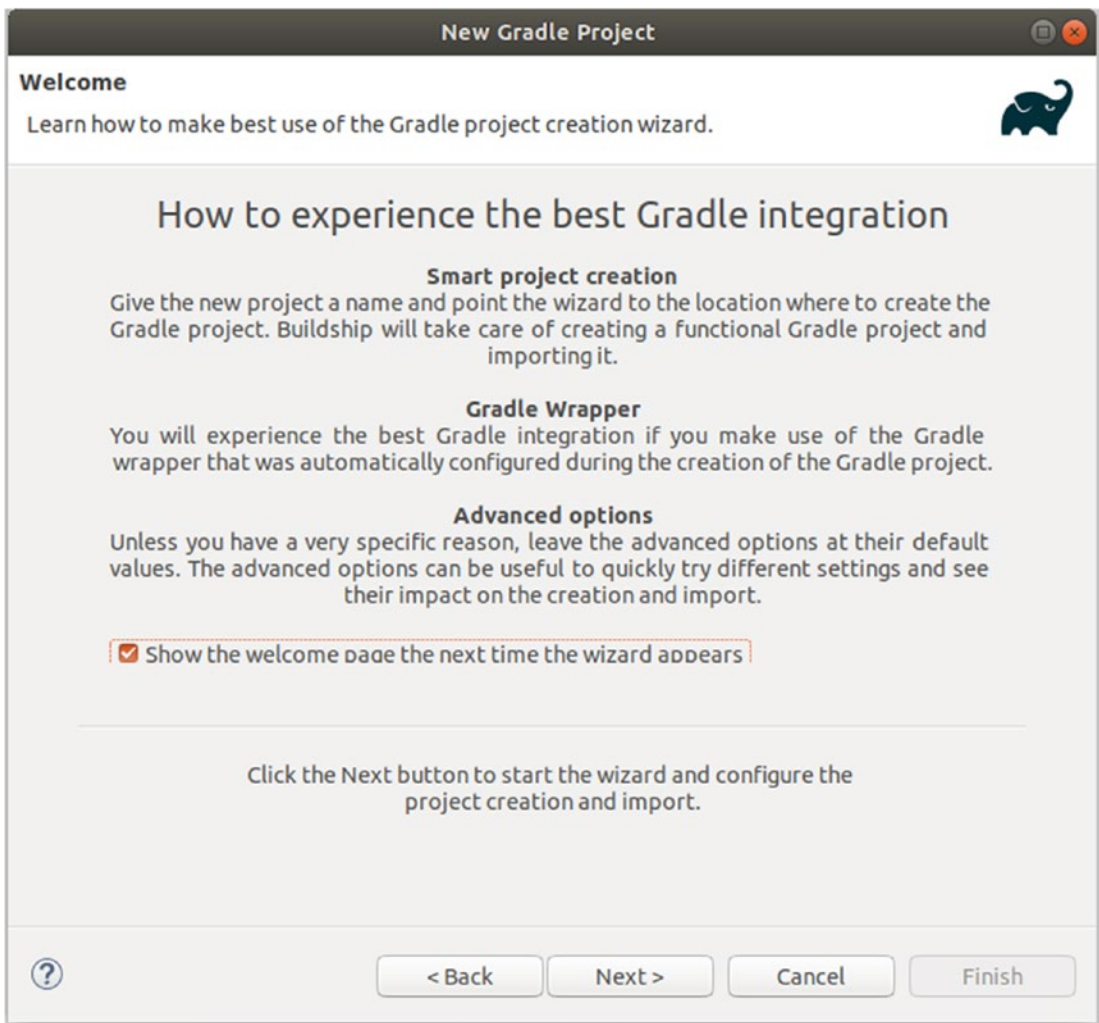 New Gradle Project
Welcome
Learn how to make best use of the Gradle project creation wizard.
How to experience the best Gradle integration
Smart project creation
Give the new project a name and point the wizard to the location where to create the
Gradle project. Buildship will take care of creating a functional Gradle project and
importing it.
Gradle Wrapper
You will experience the best Gradle integration if you make use of the Gradle
wrapper that was automatically configured during the creation of the Gradle project.
Advanced options
Unless you have a very specific reason, leave the advanced options at their default
values. The advanced options can be useful to quickly try different settings and see
their impact on the creation and import.
Show the welcome page the next time the wizard appears
Click the Next button to start the wizard and configure the
project creation and import.
?
< Back
Next >
Cancel
Finish